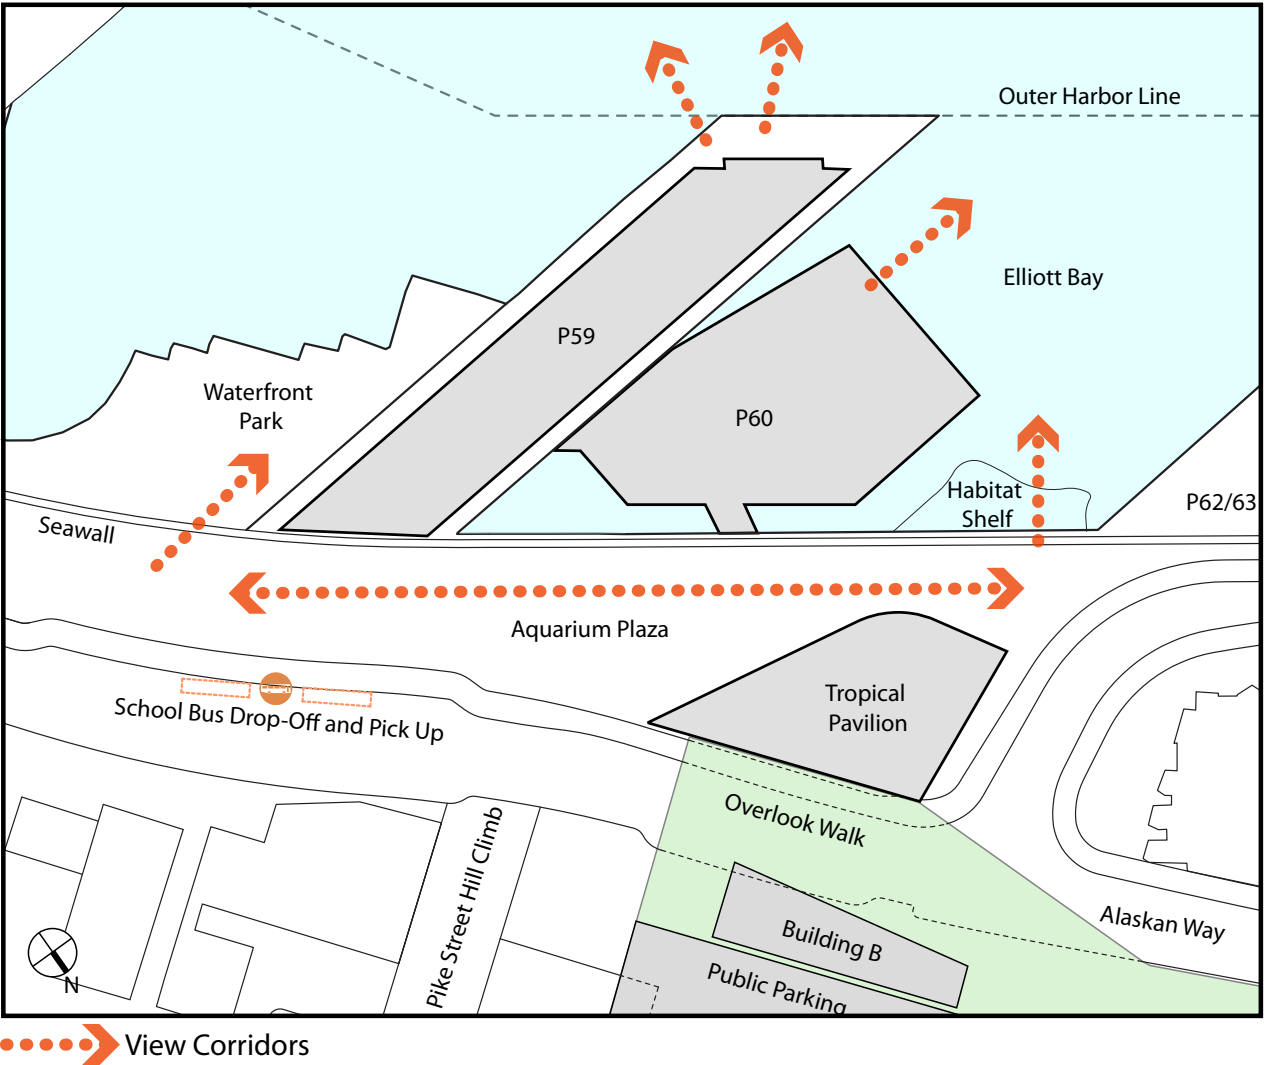 Outer Harbor Line
Elliott Bay
P59
Waterfront
Park
P60
Habitat
Shelf
P62/63
Seawall
Aquarium Plaza
Tropical
Pavilion
School Bus Drop-Off and Pick Up
Overlook Walk
Pike Street Hill Climb
Building B
Alaskan Way
Public Parking
N
View Corridors